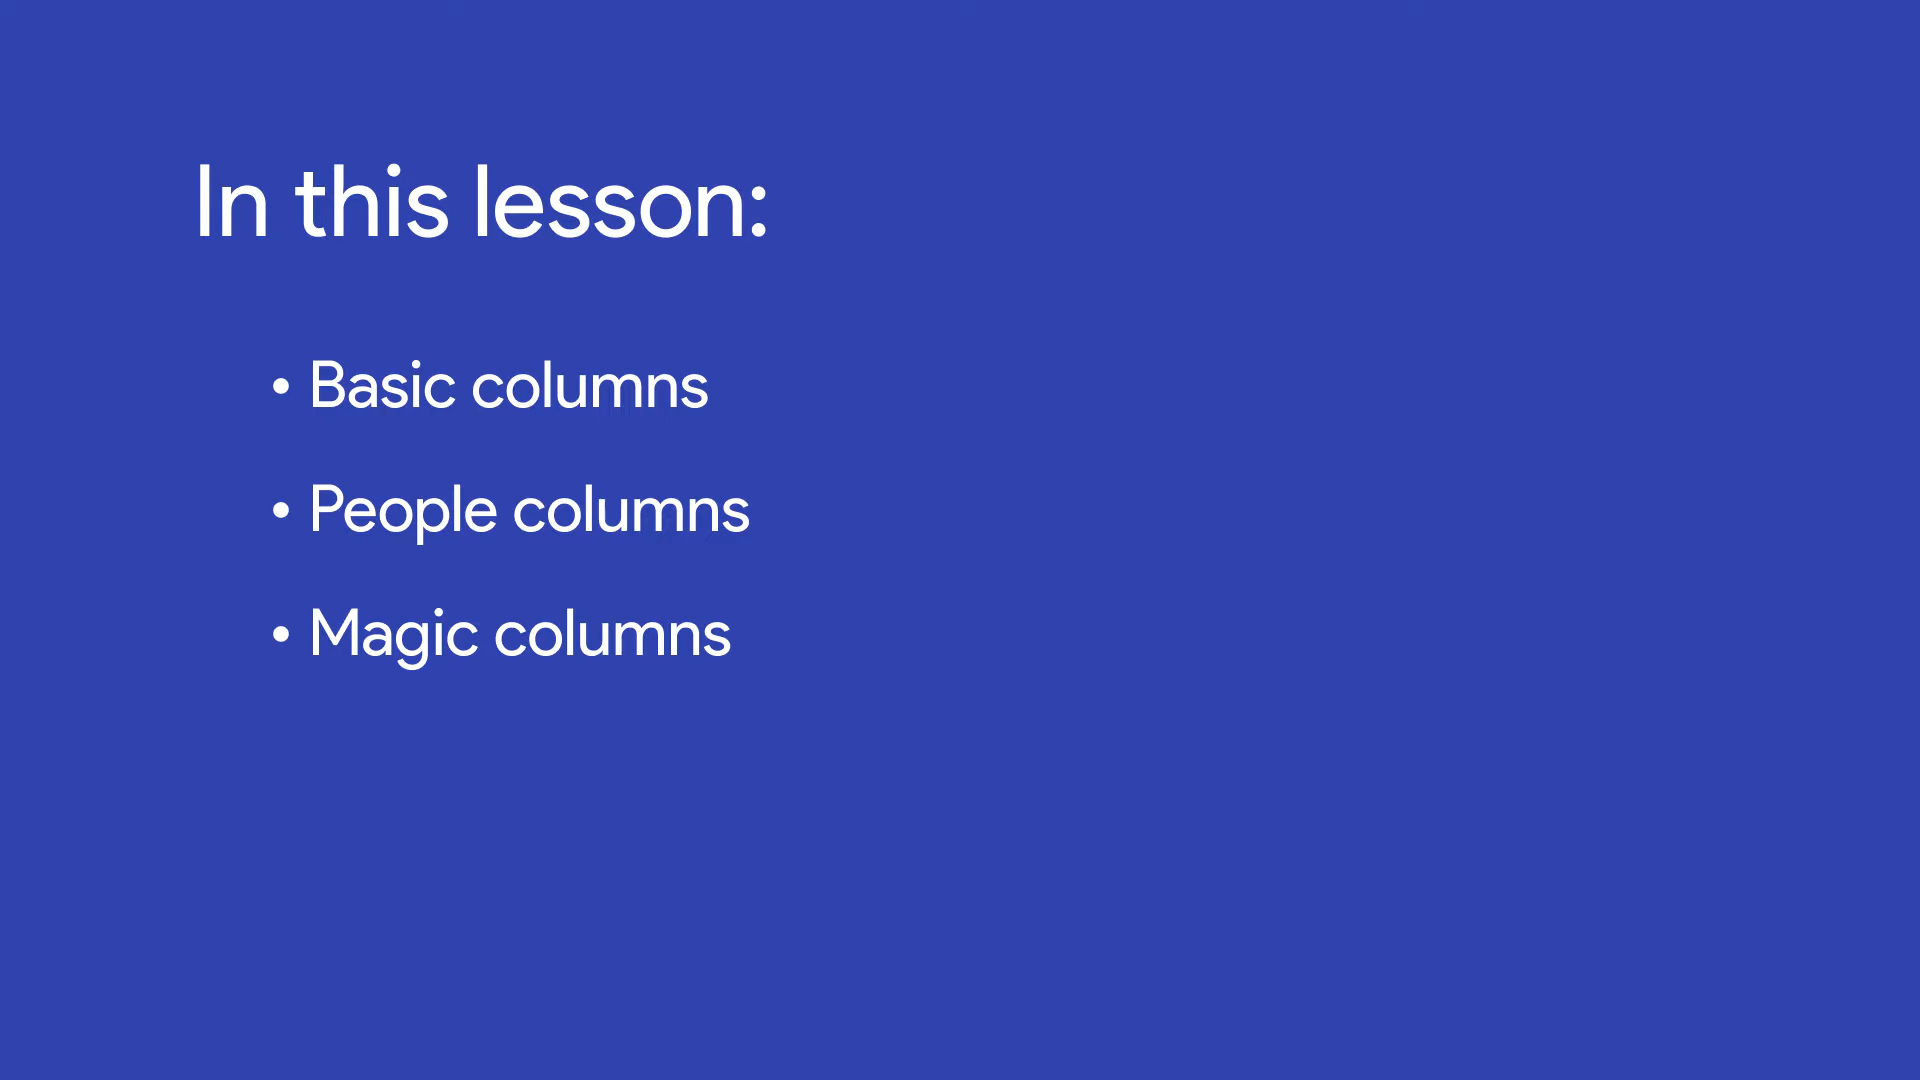 In this lesson:
• Basic columns
• People columns
• Magic columns